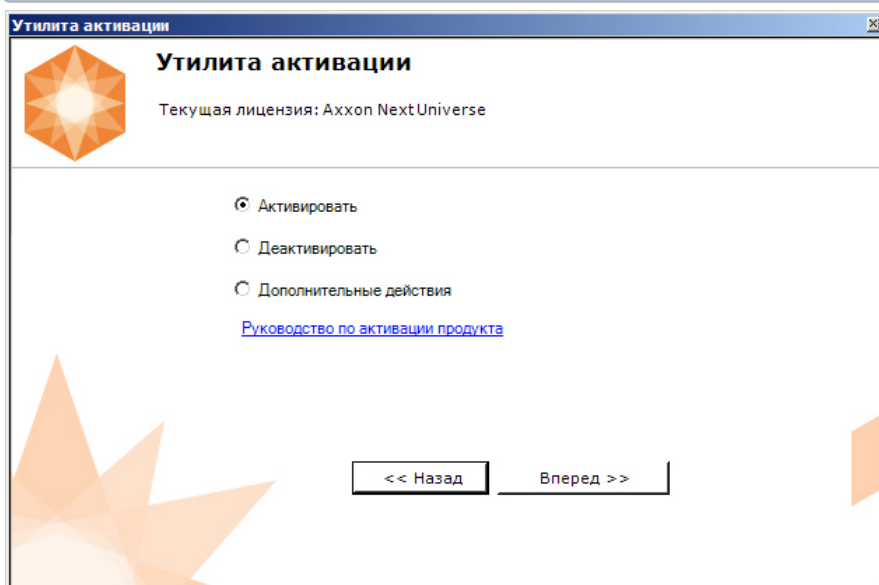 Утилита активации
Утилита активации
Текущая лицензия: Axxon Next Universe
Активировать
Деактивировать
Дополнительные действия
Руководство по активации продукта
<< Назад
Вперед >>